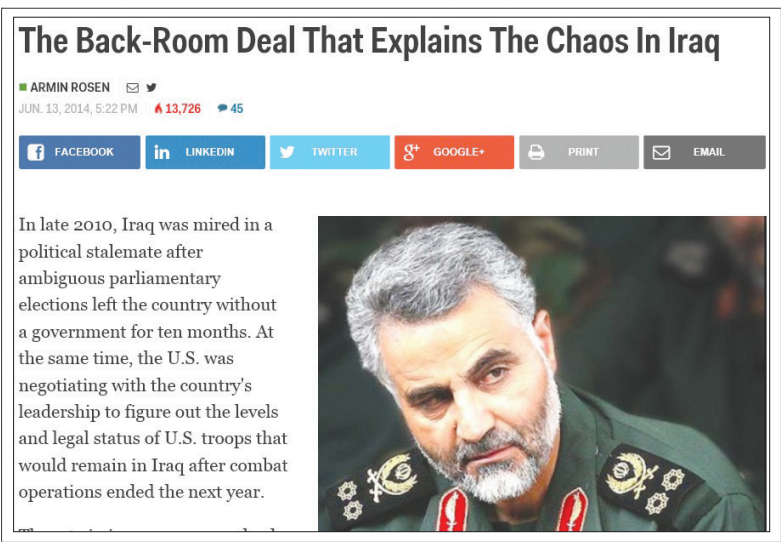 The Back-Room Deal That Explains The Chaos In Iraq
ARMIN ROSEN
JUN. 13, 2014, 5:22 PM 13,726 45
FACEBOOK in LINKEDIN TWITTER g+ GOOGLE+ PRINT EMAIL
In late 2010, Iraq was mired in a
political stalemate after
ambiguous parliamentary
elections left the country without
a government for ten months. At
the same time, the U.S. was
negotiating with the country's
leadership to figure out the levels
and legal status of U.S. troops that
would remain in Iraq after combat
operations ended the next year.